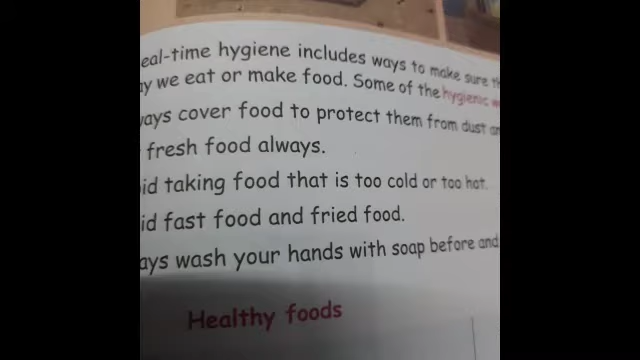 eal-time hygiene includes ways to make sure th
ay we eat or make food. Some of the hygienic w
ays cover food to protect them from dust an
fresh food always.
id taking food that is too cold or too hot.
id fast food and fried food.
ays wash your hands with soap before and
Healthy foods